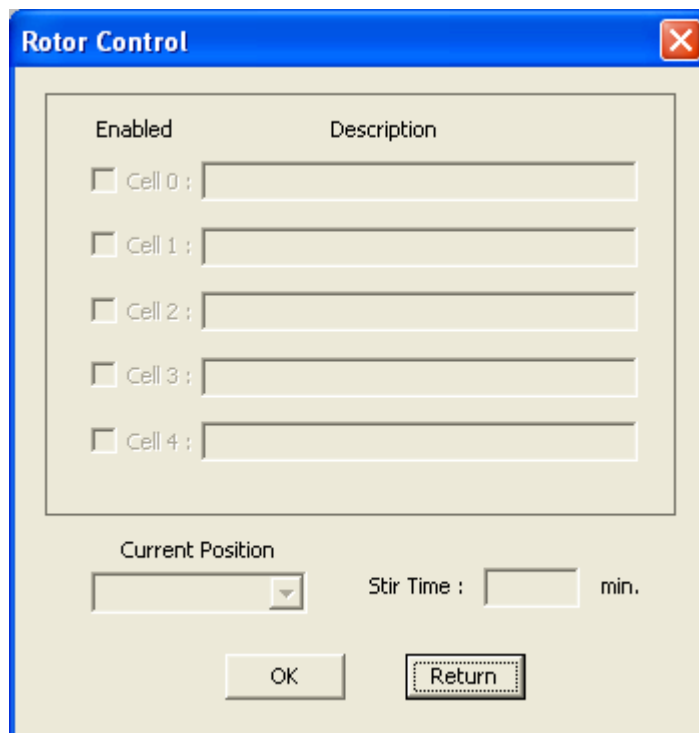 Rotor Control
Enabled Description
Cell 0 :
Cell 1 :
Cell 2 :
Cell 3 :
Cell 4 :
Current Position
Stir Time : min.
OK Return